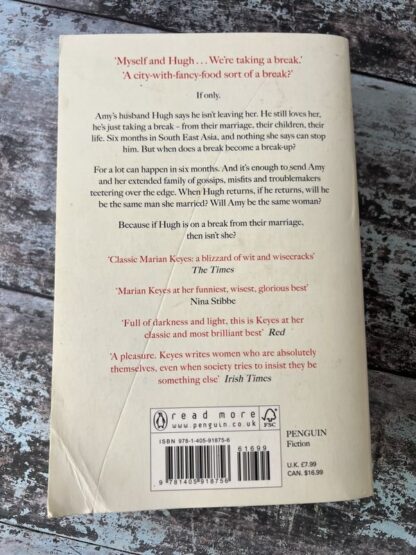 'Myself and Hugh . . . We're taking a break.'
'A city-with-fancy-food sort of a break?'
If only.
Amy's husband Hugh says he isn't leaving her. He still loves her,
he's just taking a break – from their marriage, their children, their
life. Six months in South East Asia, and nothing she says can stop
him. But when does a break become a break-up?
For a lot can happen in six months. And it's enough to send Amy
and her extended family of gossips, misfits and troublemakers
teetering over the edge. When Hugh returns, if he returns, will he
be the same man she married? Will Amy be the same woman?
Because if Hugh is on a break from their marriage,
then isn't she?
'Classic Marian Keyes: a blizzard of wit and wisecracks'
The Times
'Marian Keyes at her funniest, wisest, glorious best'
Nina Stibbe
'Full of darkness and light, this is Keyes at her
classic and most brilliant best' Red
'A pleasure. Keyes writes women who are absolutely
themselves, even when society tries to insist they be
something else' Irish Times
read more
www.penguin.co.uk
FSC
ISBN 978-1-405-91875-6
61699
9 781405 918756
PENGUIN
Fiction
U.K. £7.99
CAN. $16.99